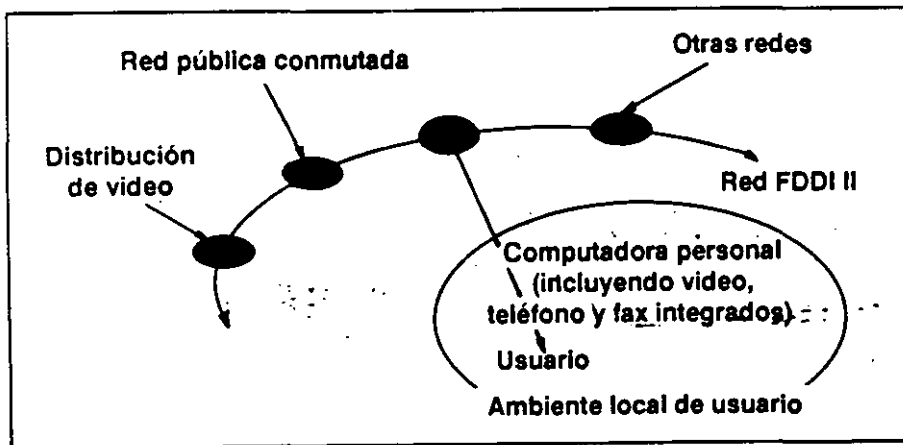 Otras redes
Red pública conmutada
Distribución
de video
Red FDDI II
Computadora personal
(incluyendo video,
teléfono y fax integrados)
Usuario
Ambiente local de usuario